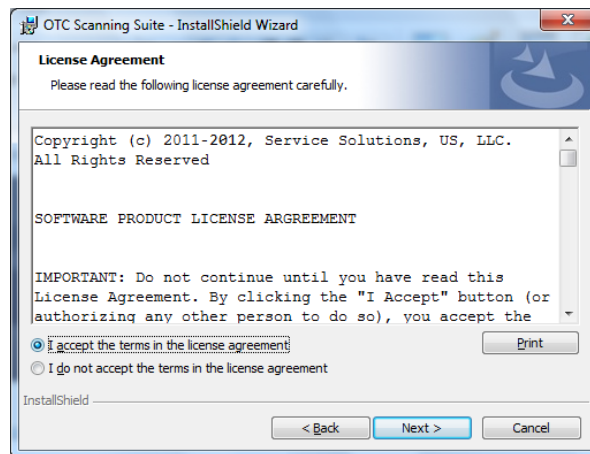 OTC Scanning Suite - InstallShield Wizard
License Agreement
Please read the following license agreement carefully.
Copyright (c) 2011-2012, Service Solutions, US, LLC.
All Rights Reserved
SOFTWARE PRODUCT LICENSE ARGREEMENT
IMPORTANT: Do not continue until you have read this
License Agreement. By clicking the "I Accept" button (or
authorizing any other person to do so), you accept the
I accept the terms in the license agreement
Print
I do not accept the terms in the license agreement
InstallShield
< Back
Next >
Cancel